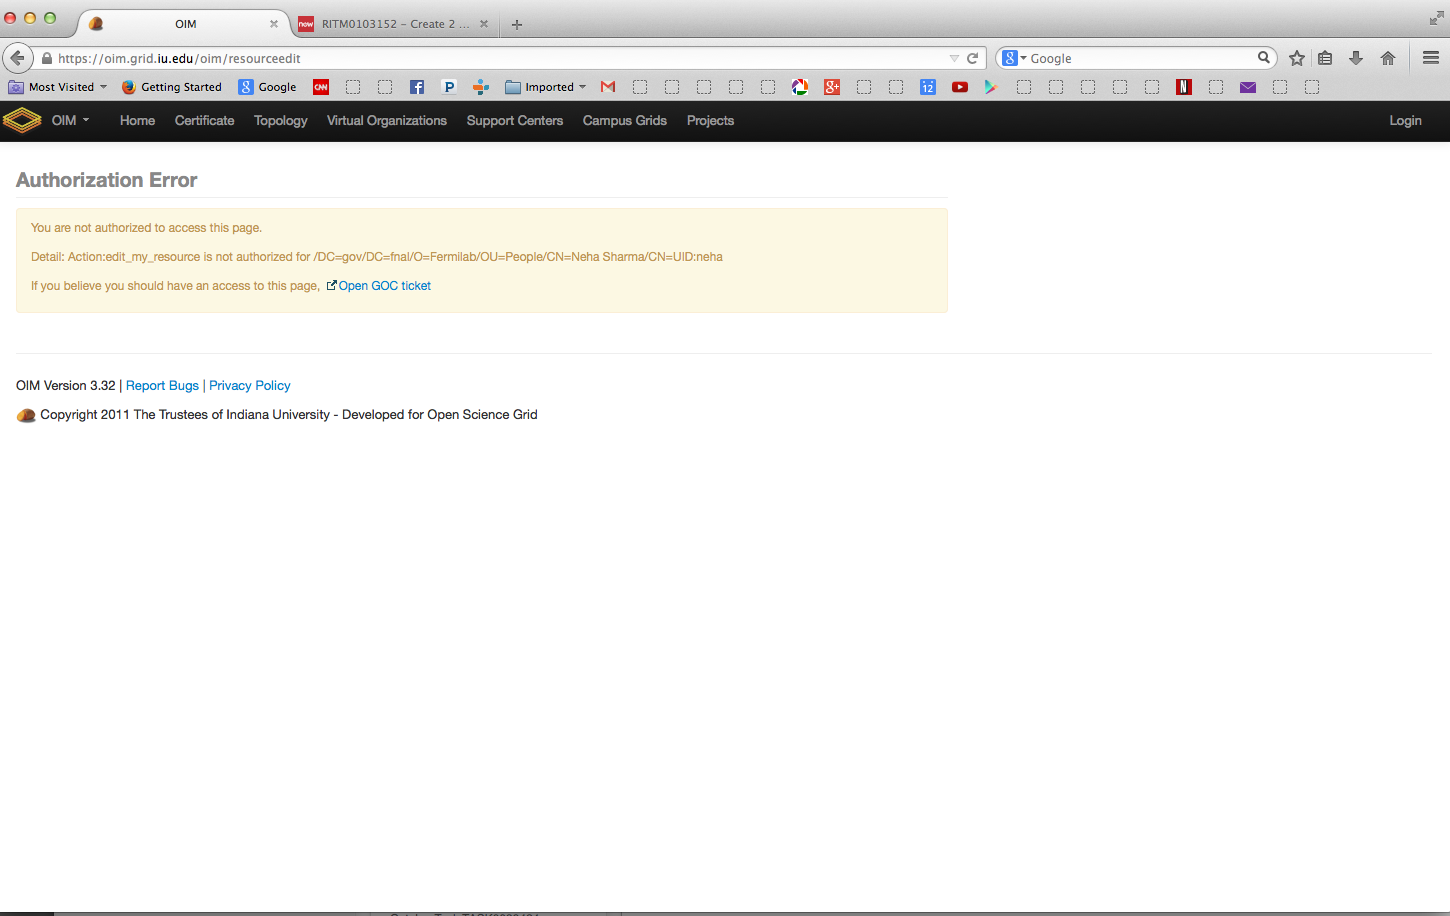 OIM
RITM0103152 - Create 2 ...
https://oim.grid.iu.edu/oim/resourceedit
Google
Most Visited
Getting Started
Google
CNN
Imported
12
OIM
Home
Certificate
Topology
Virtual Organizations
Support Centers
Campus Grids
Projects
Login
Authorization Error
You are not authorized to access this page.
Detail: Action:edit_my_resource is not authorized for /DC=gov/DC=fnal/O=Fermilab/OU=People/CN=Neha Sharma/CN=UID:neha
If you believe you should have an access to this page, Open GOC ticket
OIM Version 3.32 | Report Bugs | Privacy Policy
Copyright 2011 The Trustees of Indiana University - Developed for Open Science Grid